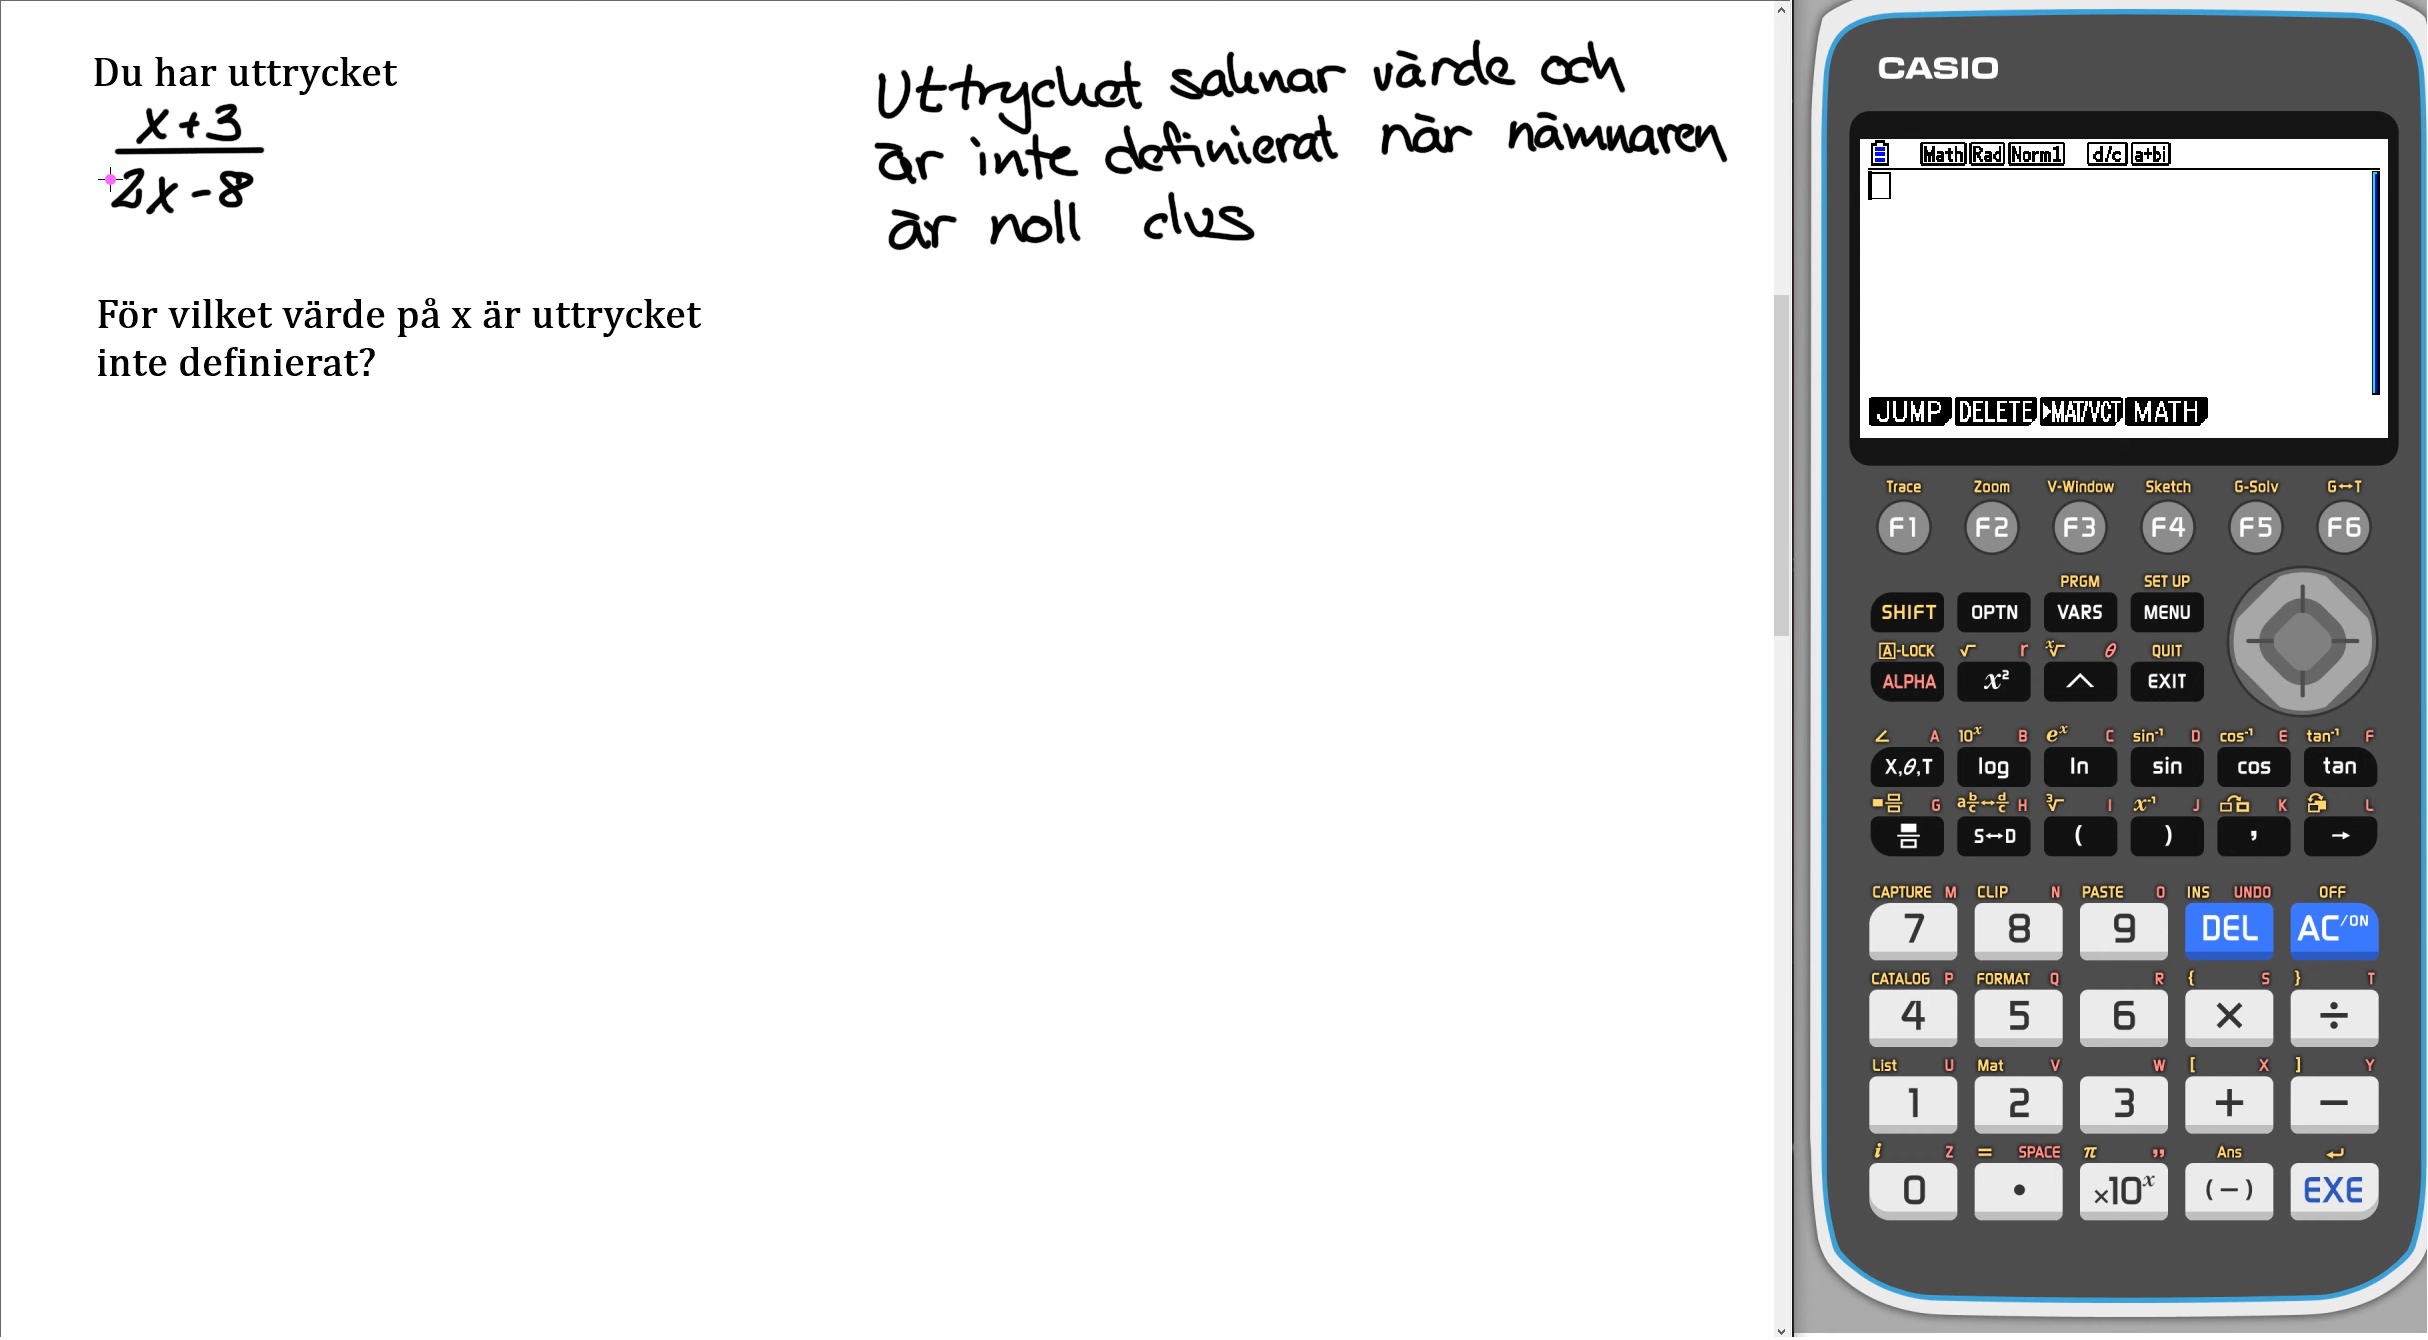 Du har uttrycket
x+3
2x-8
För vilket värde på x är uttrycket
inte definierat?
Uttrycket saknar värde och
är inte definierat när nämnaren
är noll dvs
CASIO
Math Rad Norm1 d/c a+bi
JUMP DELETE ▶MAT/VCT MATH
Trace Zoom V-Window Sketch G-Solv G↔T
F1 F2 F3 F4 F5 F6
PRGM SET UP
SHIFT OPTN VARS MENU
A-LOCK √ r ˣ√ θ QUIT
ALPHA x² ^ EXIT
∠ A 10ˣ B eˣ C sin⁻¹ D cos⁻¹ E tan⁻¹ F
X,θ,T log ln sin cos tan
G a b/c↔d/c H ³√ I x⁻¹ J K L
S↔D ( ) , →
CAPTURE M CLIP N PASTE O INS UNDO OFF
7 8 9 DEL AC/ON
CATALOG P FORMAT Q R { S } T
4 5 6 × ÷
List U Mat V W [ X ] Y
1 2 3 + −
i Z = SPACE π " Ans ↵
0 • ×10ˣ (−) EXE